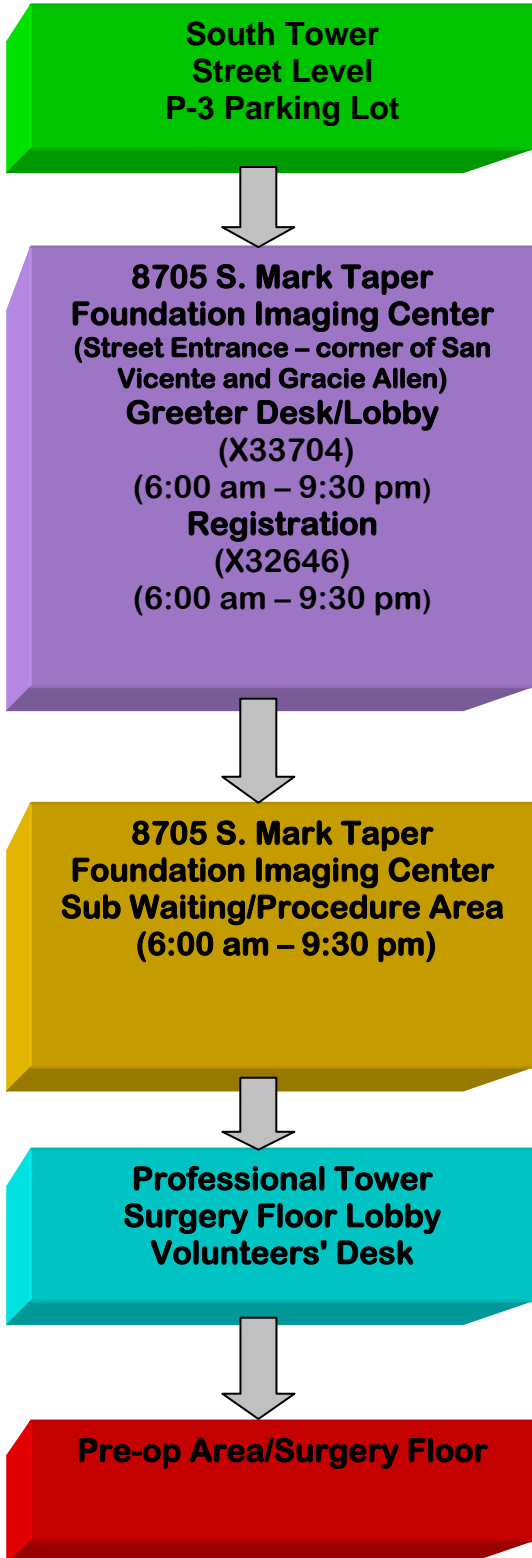 South Tower
Street Level
P-3 Parking Lot
8705 S. Mark Taper
Foundation Imaging Center
(Street Entrance – corner of San
Vicente and Gracie Allen)
Greeter Desk/Lobby
(X33704)
(6:00 am – 9:30 pm)
Registration
(X32646)
(6:00 am – 9:30 pm)
8705 S. Mark Taper
Foundation Imaging Center
Sub Waiting/Procedure Area
(6:00 am – 9:30 pm)
Professional Tower
Surgery Floor Lobby
Volunteers' Desk
Pre-op Area/Surgery Floor